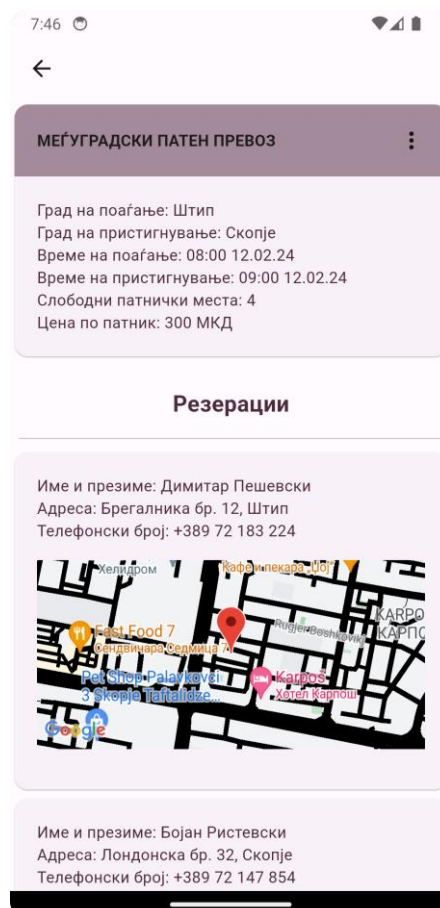 7:46
МЕЃУГРАДСКИ ПАТЕН ПРЕВОЗ
Град на поаѓање: Штип
Град на пристигнување: Скопје
Време на поаѓање: 08:00 12.02.24
Време на пристигнување: 09:00 12.02.24
Слободни патнички места: 4
Цена по патник: 300 МКД
Резерации
Име и презиме: Димитар Пешевски
Адреса: Брегалника бр. 12, Штип
Телефонски број: +389 72 183 224
Хелидром
Кафе и пекара „Џој“
KARPO
КАРПО
Rugjer Boshkovikj
Fast Food 7
Сендвичара Седмица 7
Pet Shop Palavkovci
3 Skopje Taftalidze...
Karpoš
Хотел Карпош
Google
Име и презиме: Бојан Ристевски
Адреса: Лондонска бр. 32, Скопје
Телефонски број: +389 72 147 854